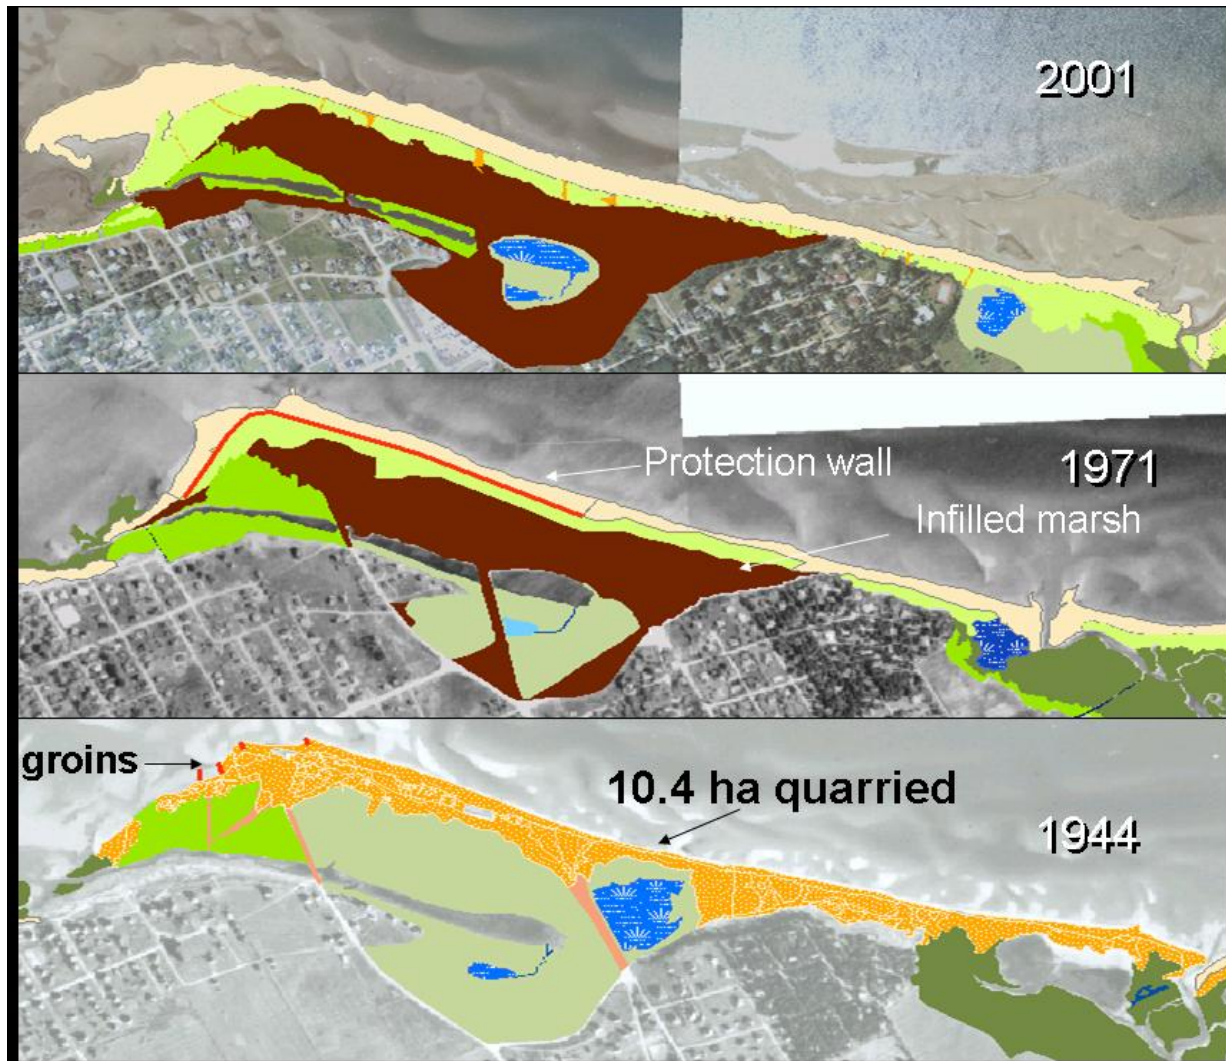 2001
Protection wall
1971
Infilled marsh
groins
10.4 ha quarried
1944